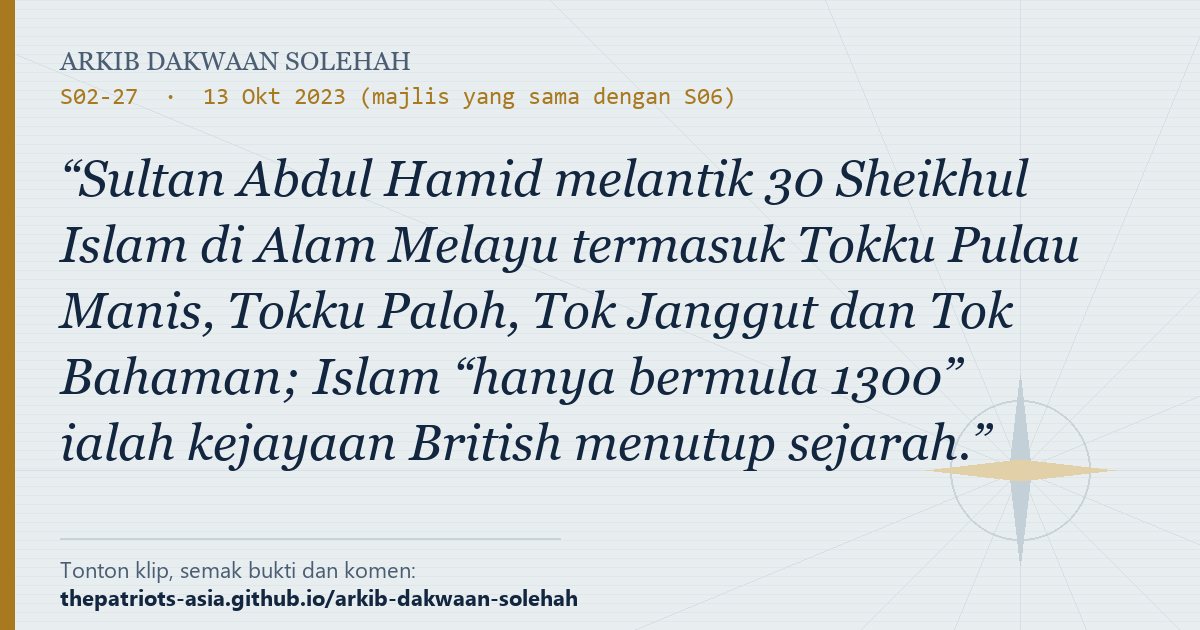 ARKIB DAKWAAN SOLEHAH
S02-27 · 13 Okt 2023 (majlis yang sama dengan S06)
“Sultan Abdul Hamid melantik 30 Sheikhul
Islam di Alam Melayu termasuk Tokku Pulau
Manis, Tokku Paloh, Tok Janggut dan Tok
Bahaman; Islam “hanya bermula 1300”
ialah kejayaan British menutup sejarah.”
Tonton klip, semak bukti dan komen:
thepatriots-asia.github.io/arkib-dakwaan-solehah